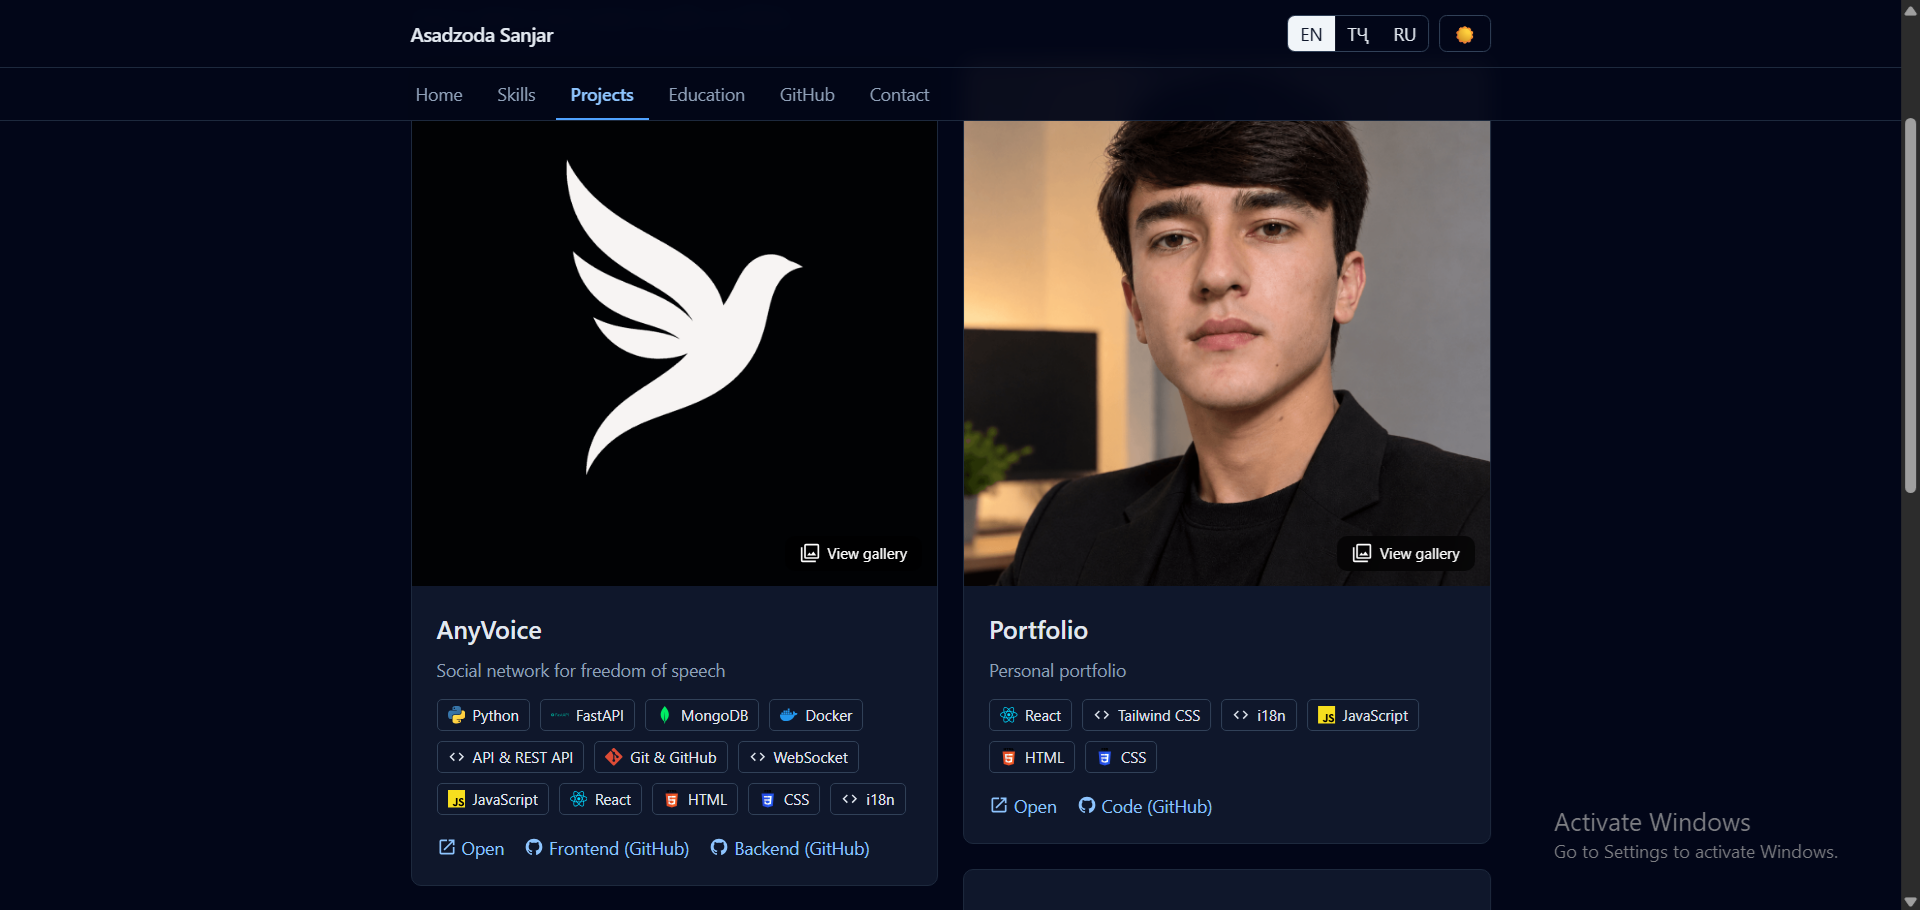 Asadzoda Sanjar
EN ТҶ RU
Home Skills Projects Education GitHub Contact
View gallery
View gallery
AnyVoice
Social network for freedom of speech
Python FastAPI MongoDB Docker
API & REST API Git & GitHub WebSocket
JavaScript React HTML CSS i18n
Open Frontend (GitHub) Backend (GitHub)
Portfolio
Personal portfolio
React Tailwind CSS i18n JavaScript
HTML CSS
Open Code (GitHub)
Activate Windows
Go to Settings to activate Windows.